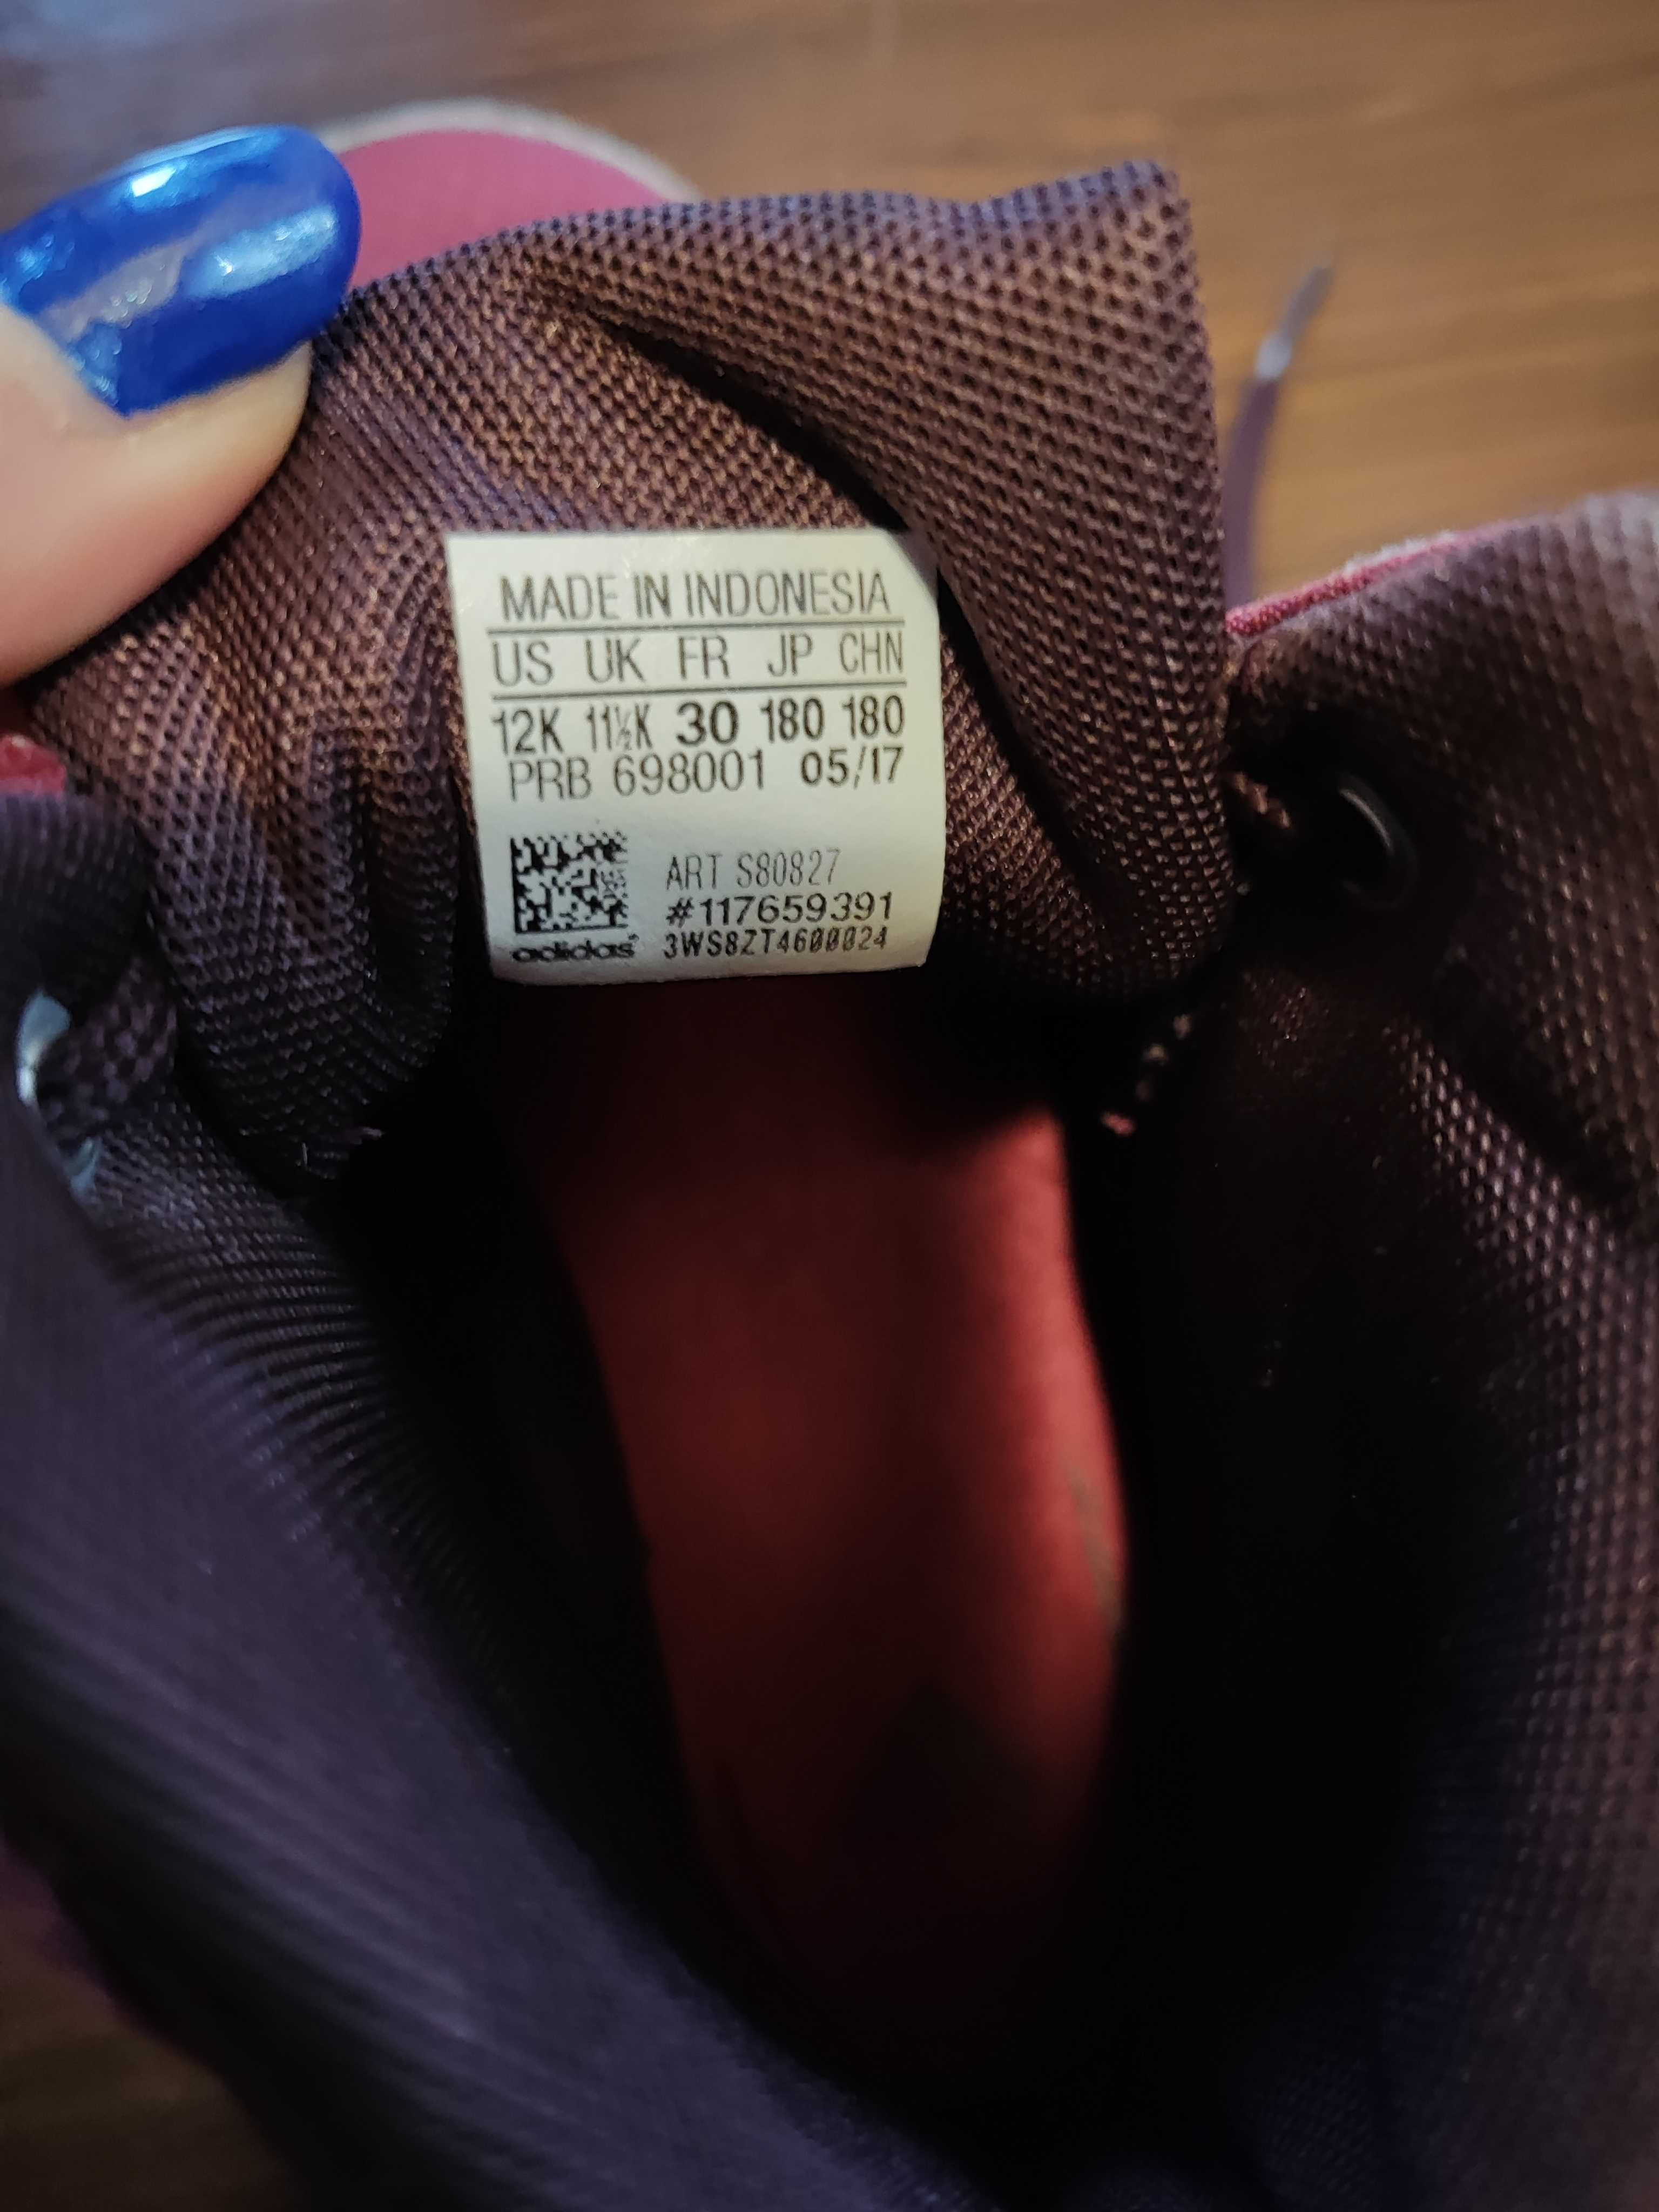 MADE IN INDONESIA
US UK FR JP CHN
12K 11½K 30 180 180
PRB 698001 05/17
ART S80827
#117659391
adidas 3WS8ZT4600024